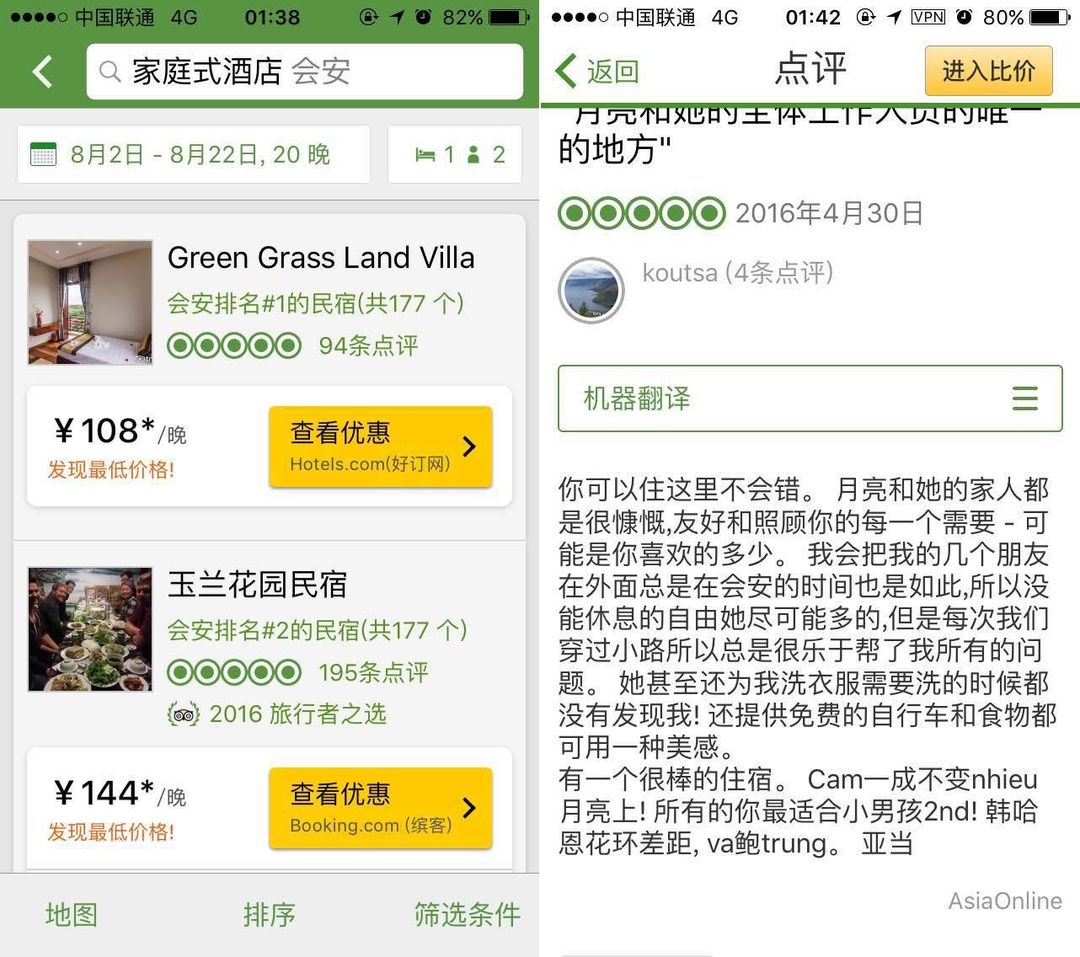 中国联通 4G 01:38 82%
家庭式酒店 会安
8月2日 - 8月22日, 20 晚
1 2
Green Grass Land Villa
会安排名#1的民宿(共177 个)
94条点评
¥108*/晚
发现最低价格!
查看优惠
Hotels.com(好订网)
玉兰花园民宿
会安排名#2的民宿(共177 个)
195条点评
2016 旅行者之选
¥144*/晚
发现最低价格!
查看优惠
Booking.com (缤客)
地图
排序
筛选条件
中国联通 4G 01:42 VPN 80%
返回
点评
进入比价
"月亮和她的全体工作人员的唯一
的地方"
2016年4月30日
koutsa (4条点评)
机器翻译
你可以住这里不会错。 月亮和她的家人都
是很慷慨,友好和照顾你的每一个需要 - 可
能是你喜欢的多少。 我会把我的几个朋友
在外面总是在会安的时间也是如此,所以没
能休息的自由她尽可能多的,但是每次我们
穿过小路所以总是很乐于帮了我所有的问
题。 她甚至还为我洗衣服需要洗的时候都
没有发现我! 还提供免费的自行车和食物都
可用一种美感。
有一个很棒的住宿。 Cam一成不变nhieu
月亮上! 所有的你最适合小男孩2nd! 韩哈
恩花环差距, va鲍trung。 亚当
AsiaOnline